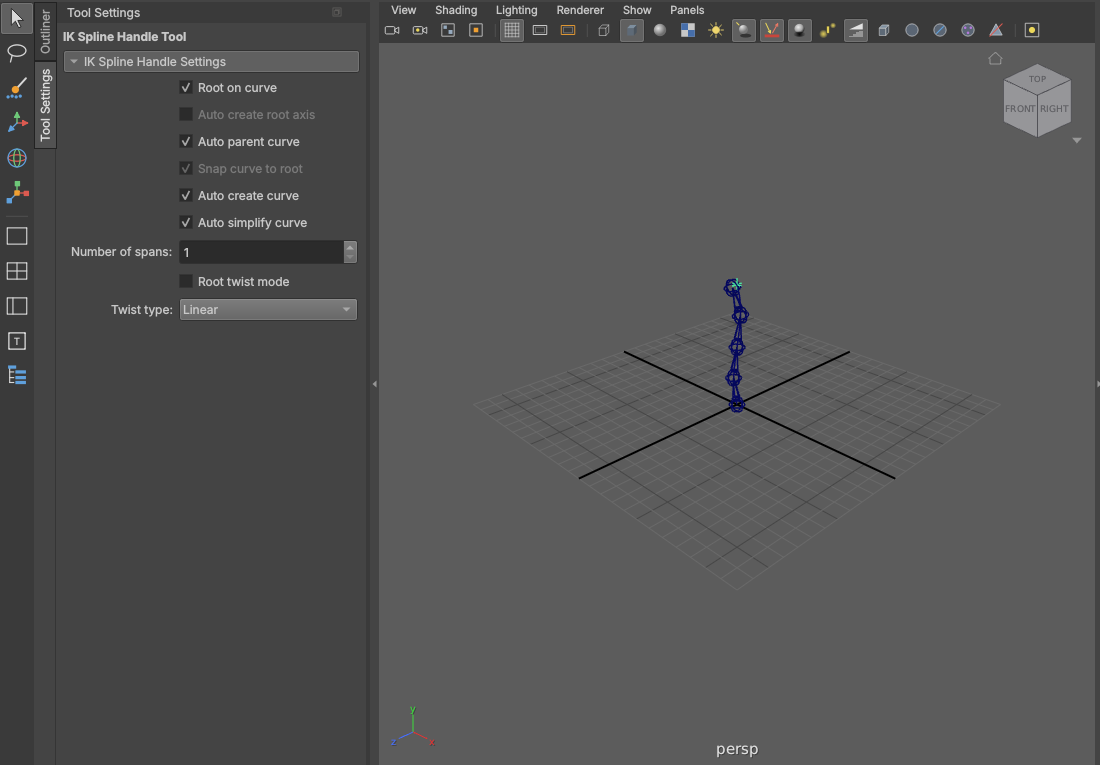 Outliner
Tool Settings
Tool Settings
IK Spline Handle Tool
IK Spline Handle Settings
Root on curve
Auto create root axis
Auto parent curve
Snap curve to root
Auto create curve
Auto simplify curve
Number of spans: 1
Root twist mode
Twist type: Linear
T
View Shading Lighting Renderer Show Panels
TOP
FRONT RIGHT
y
z x
persp